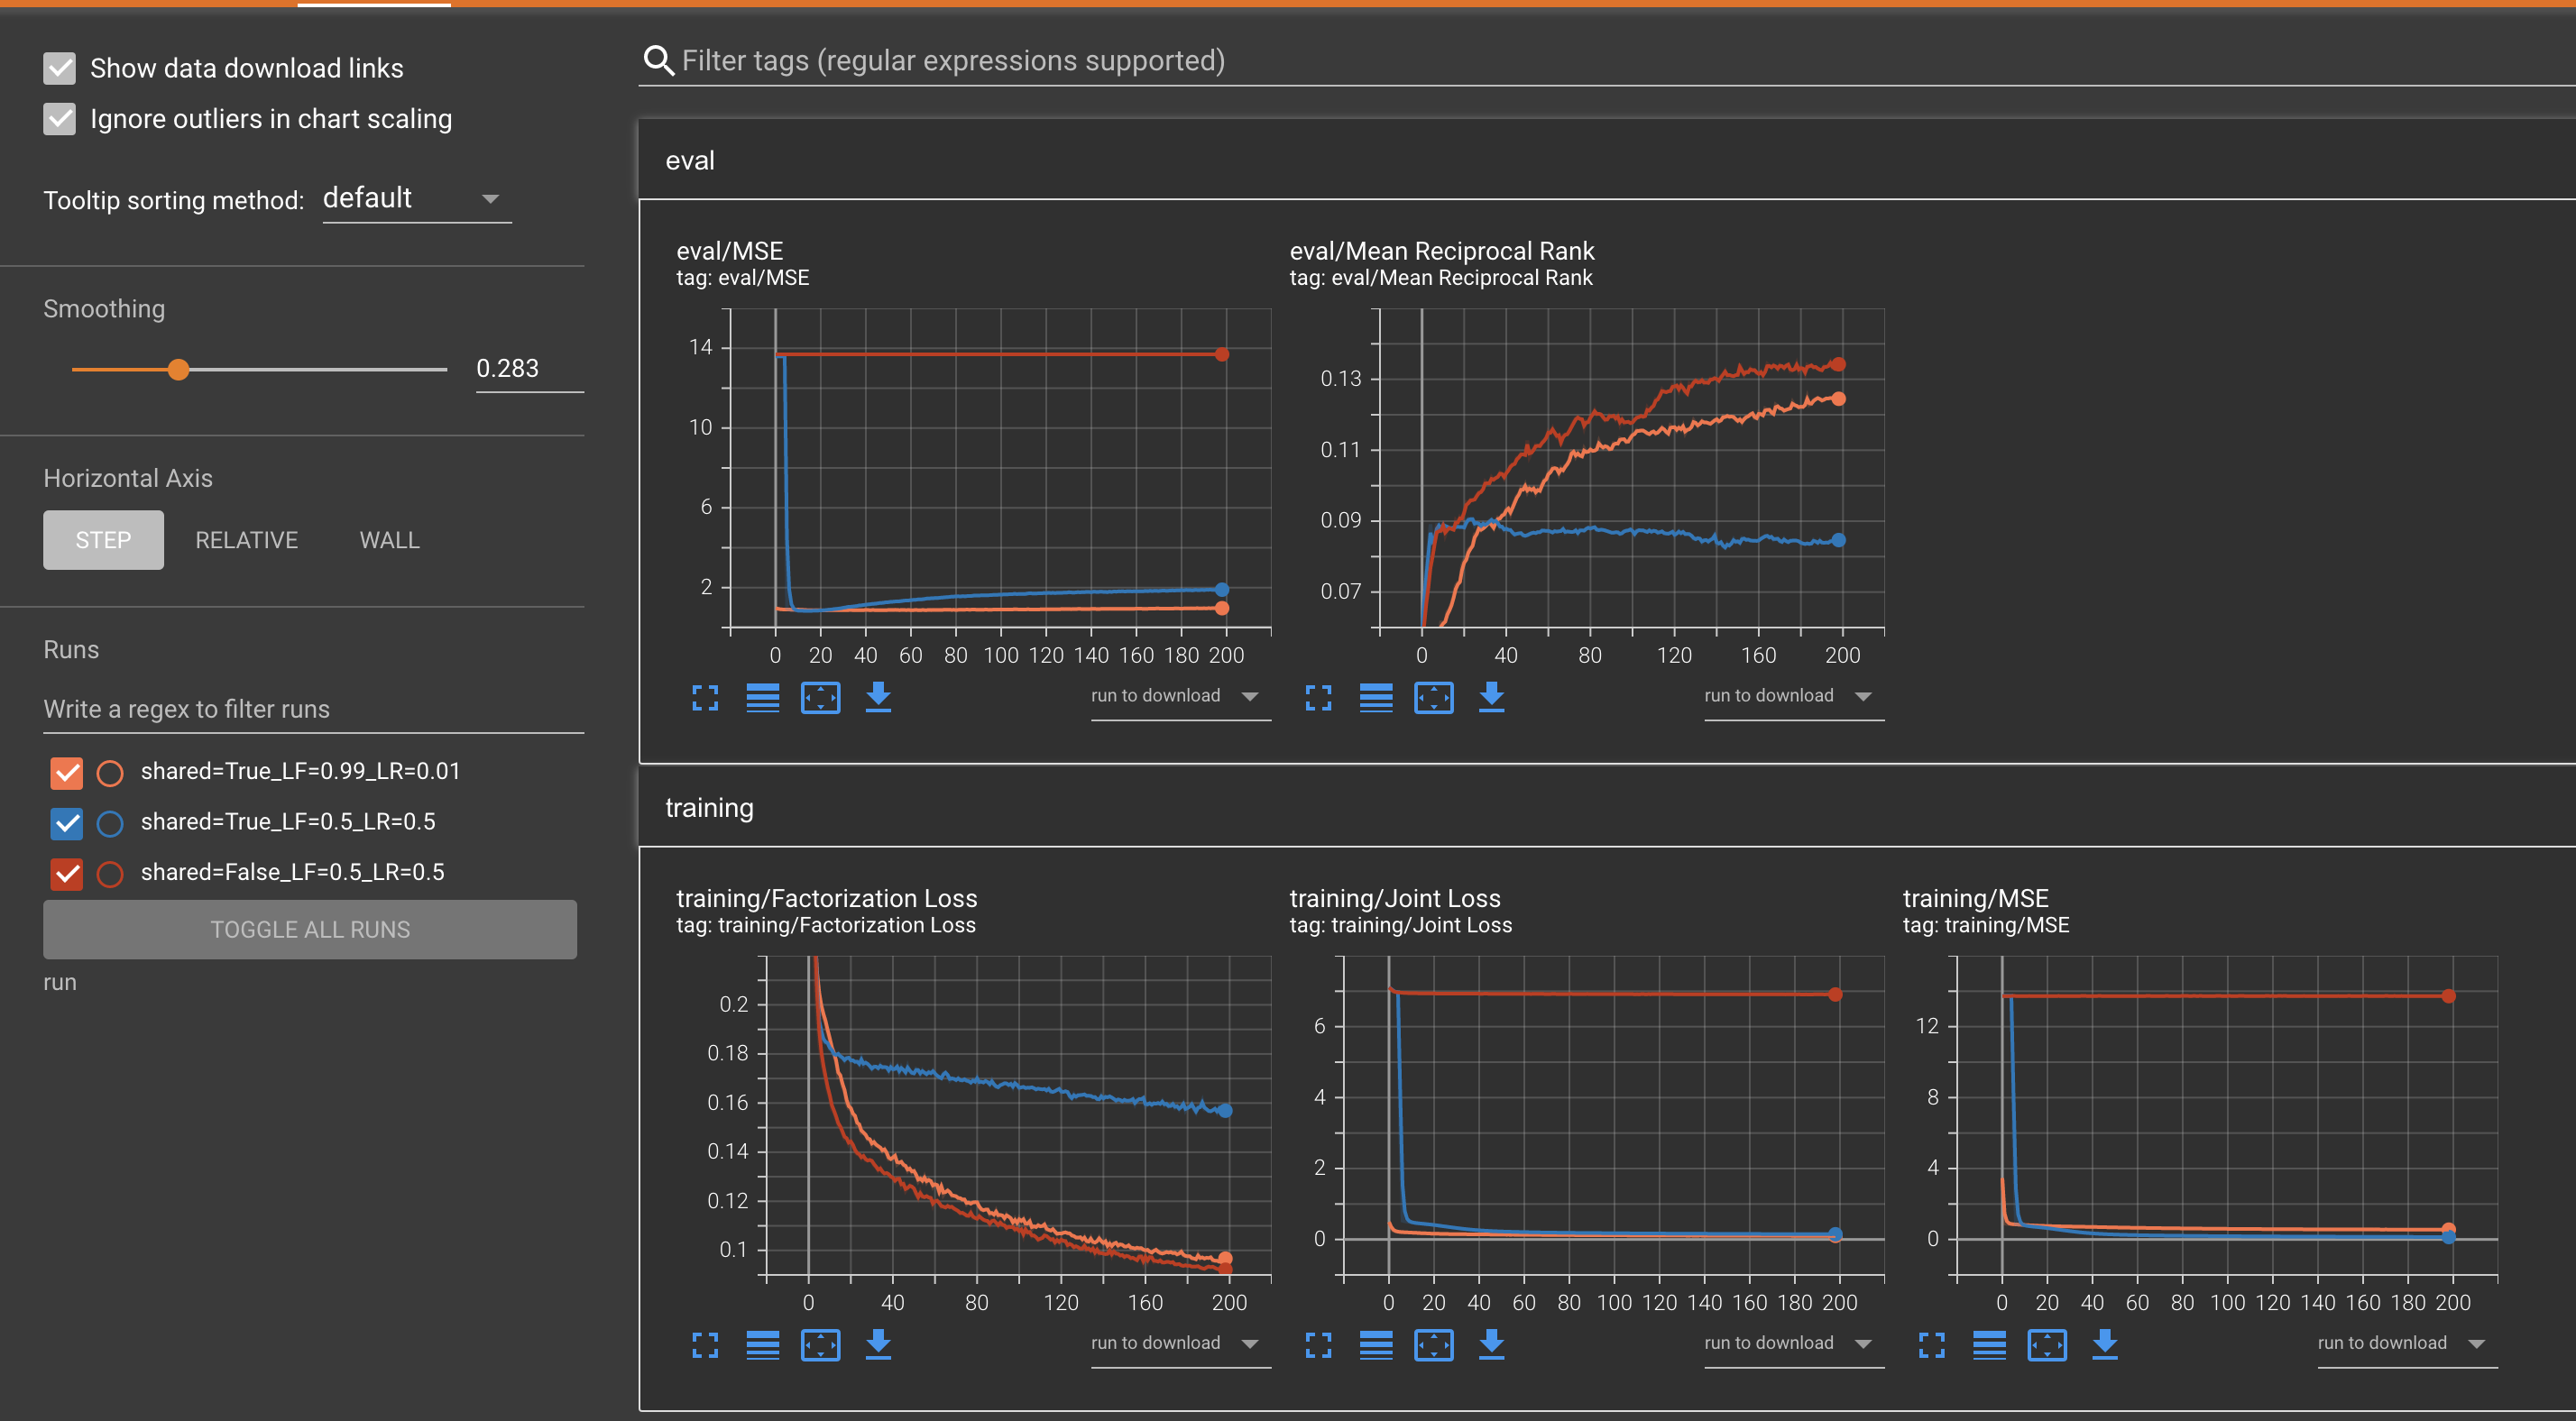 Show data download links
Ignore outliers in chart scaling
Tooltip sorting method: default
Smoothing
0.283
Horizontal Axis
STEP RELATIVE WALL
Runs
Write a regex to filter runs
shared=True_LF=0.99_LR=0.01
shared=True_LF=0.5_LR=0.5
shared=False_LF=0.5_LR=0.5
TOGGLE ALL RUNS
run
Filter tags (regular expressions supported)
eval
eval/MSE
tag: eval/MSE
14
10
6
2
0 20 40 60 80 100 120 140 160 180 200
run to download
eval/Mean Reciprocal Rank
tag: eval/Mean Reciprocal Rank
0.13
0.11
0.09
0.07
0 40 80 120 160 200
run to download
training
training/Factorization Loss
tag: training/Factorization Loss
0.2
0.18
0.16
0.14
0.12
0.1
0 40 80 120 160 200
run to download
training/Joint Loss
tag: training/Joint Loss
6
4
2
0
0 20 40 60 80 100 120 140 160 180 200
run to download
training/MSE
tag: training/MSE
12
8
4
0
0 20 40 60 80 100 120 140 160 180 200
run to download